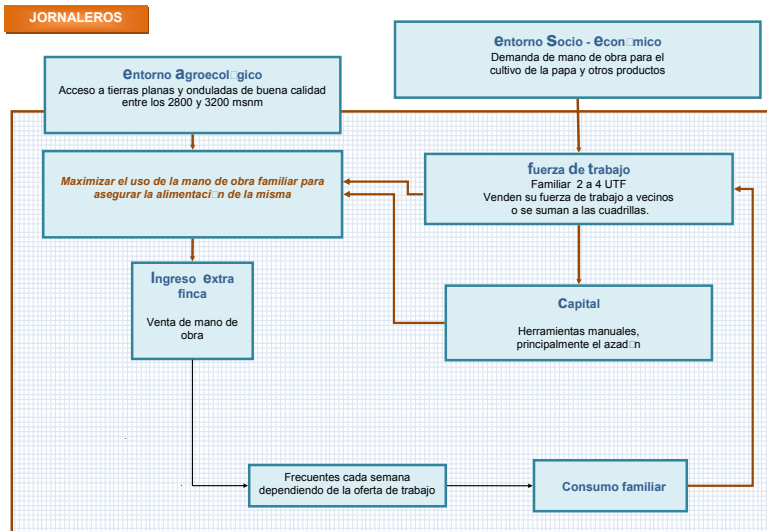 JORNALEROS
entorno Socio - econ□mico
Demanda de mano de obra para el
cultivo de la papa y otros productos
entorno agroecol□gico
Acceso a tierras planas y onduladas de buena calidad
entre los 2800 y 3200 msnm
Maximizar el uso de la mano de obra familiar para
asegurar la alimentaci□n de la misma
fuerza de trabajo
Familiar 2 a 4 UTF
Venden su fuerza de trabajo a vecinos
o se suman a las cuadrillas.
Ingreso extra
finca
Venta de mano de
obra
capital
Herramientas manuales,
principalmente el azad□n
Frecuentes cada semana
dependiendo de la oferta de trabajo
Consumo familiar